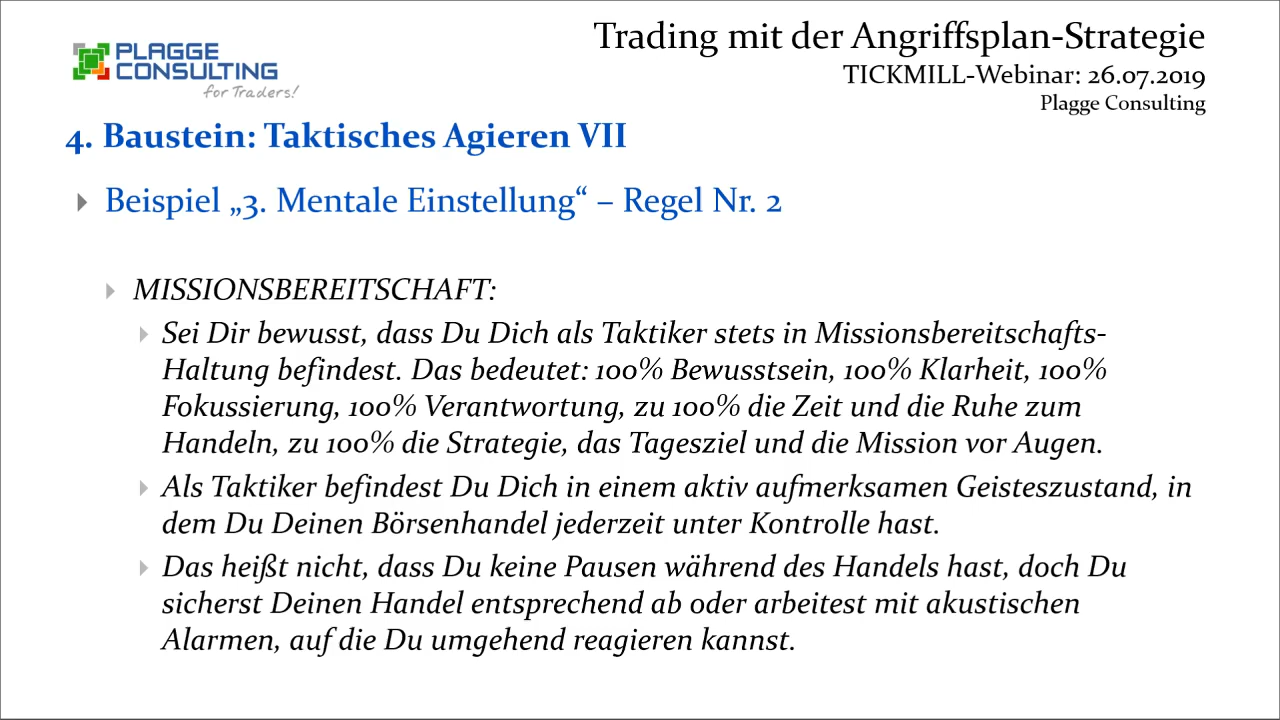 PLAGGE
CONSULTING
for Traders!
Trading mit der Angriffsplan-Strategie
TICKMILL-Webinar: 26.07.2019
Plagge Consulting
4. Baustein: Taktisches Agieren VII
Beispiel „3. Mentale Einstellung“ – Regel Nr. 2
MISSIONSBEREITSCHAFT:
Sei Dir bewusst, dass Du Dich als Taktiker stets in Missionsbereitschafts-
Haltung befindest. Das bedeutet: 100% Bewusstsein, 100% Klarheit, 100%
Fokussierung, 100% Verantwortung, zu 100% die Zeit und die Ruhe zum
Handeln, zu 100% die Strategie, das Tagesziel und die Mission vor Augen.
Als Taktiker befindest Du Dich in einem aktiv aufmerksamen Geisteszustand, in
dem Du Deinen Börsenhandel jederzeit unter Kontrolle hast.
Das heißt nicht, dass Du keine Pausen während des Handels hast, doch Du
sicherst Deinen Handel entsprechend ab oder arbeitest mit akustischen
Alarmen, auf die Du umgehend reagieren kannst.